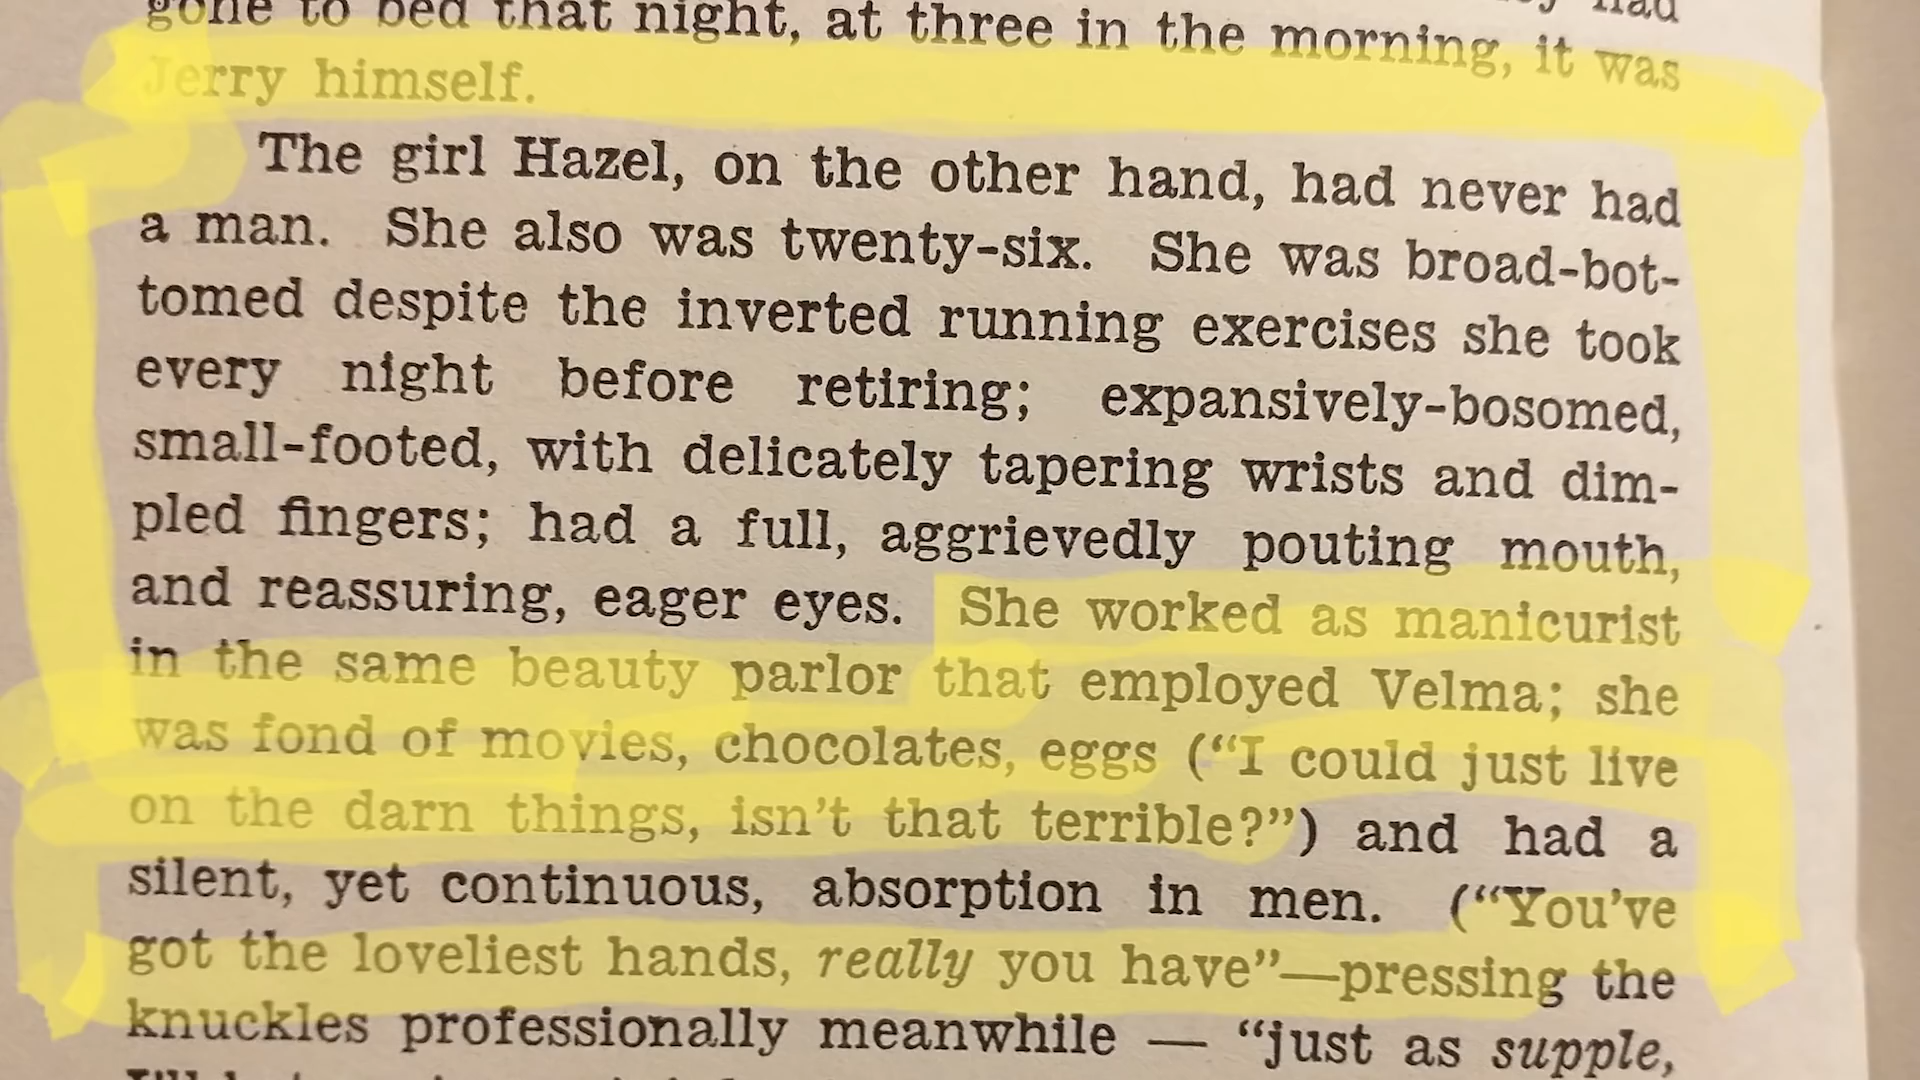 gone to bed that night, at three in the morning, it was
Jerry himself.
The girl Hazel, on the other hand, had never had
a man. She also was twenty-six. She was broad-bot-
tomed despite the inverted running exercises she took
every night before retiring; expansively-bosomed,
small-footed, with delicately tapering wrists and dim-
pled fingers; had a full, aggrievedly pouting mouth,
and reassuring, eager eyes. She worked as manicurist
in the same beauty parlor that employed Velma; she
was fond of movies, chocolates, eggs (“I could just live
on the darn things, isn’t that terrible?”) and had a
silent, yet continuous, absorption in men. (“You’ve
got the loveliest hands, really you have”—pressing the
knuckles professionally meanwhile — “just as supple,